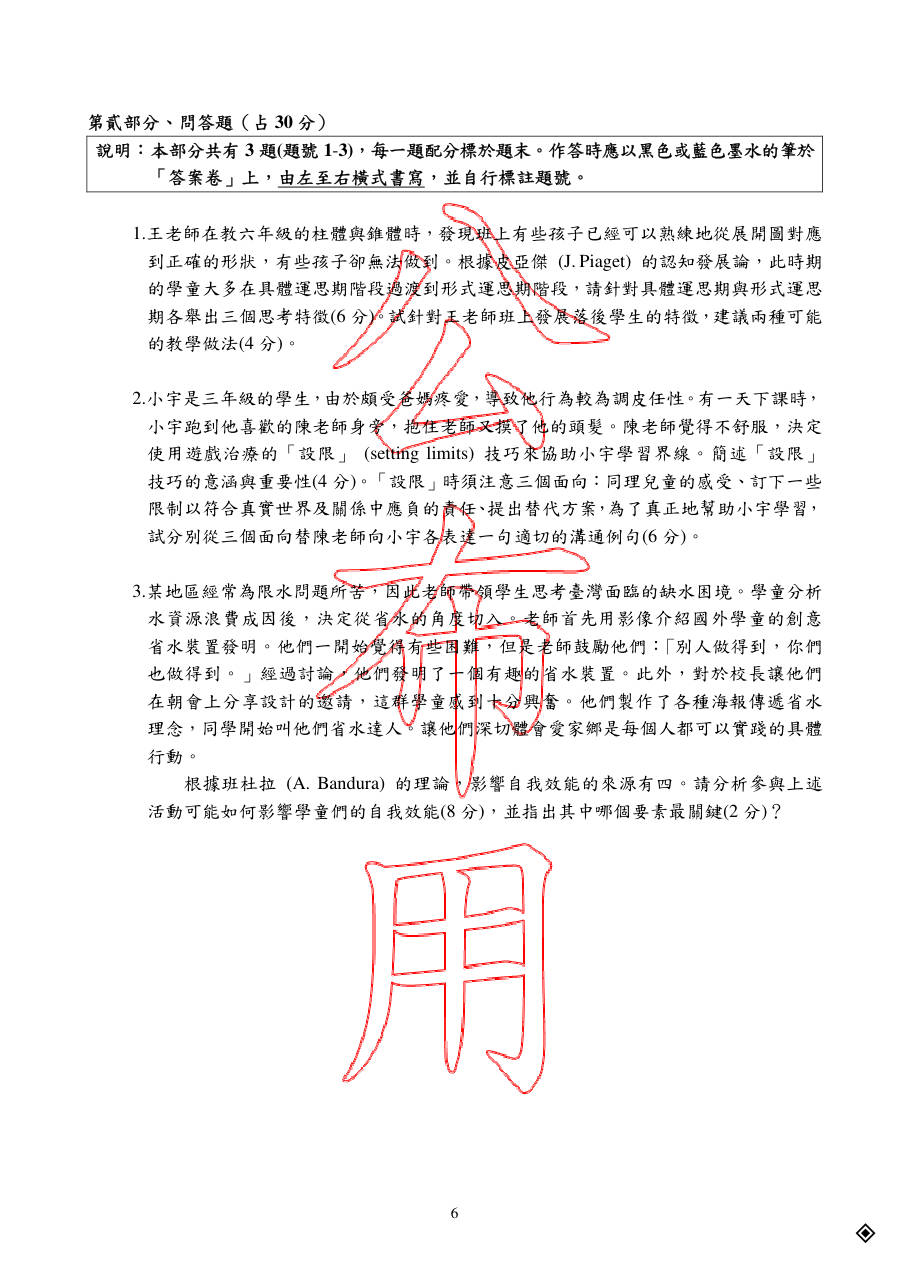 第貳部分、問答題（占 30 分）
說明：本部分共有 3 題(題號 1-3)，每一題配分標於題末。作答時應以黑色或藍色墨水的筆於
「答案卷」上，由左至右橫式書寫，並自行標註題號。
1.王老師在教六年級的柱體與錐體時，發現班上有些孩子已經可以熟練地從展開圖對應
到正確的形狀，有些孩子卻無法做到。根據皮亞傑 (J. Piaget) 的認知發展論，此時期
的學童大多在具體運思期階段過渡到形式運思期階段，請針對具體運思期與形式運思
期各舉出三個思考特徵(6 分)。試針對王老師班上發展落後學生的特徵，建議兩種可能
的教學做法(4 分)。
2.小宇是三年級的學生，由於頗受爸媽疼愛，導致他行為較為調皮任性。有一天下課時，
小宇跑到他喜歡的陳老師身旁，抱住老師又摸了他的頭髮。陳老師覺得不舒服，決定
使用遊戲治療的「設限」 (setting limits) 技巧來協助小宇學習界線。簡述「設限」
技巧的意涵與重要性(4 分)。「設限」時須注意三個面向：同理兒童的感受、訂下一些
限制以符合真實世界及關係中應負的責任、提出替代方案，為了真正地幫助小宇學習，
試分別從三個面向替陳老師向小宇各表達一句適切的溝通例句(6 分)。
3.某地區經常為限水問題所苦，因此老師帶領學生思考臺灣面臨的缺水困境。學童分析
水資源浪費成因後，決定從省水的角度切入。老師首先用影像介紹國外學童的創意
省水裝置發明。他們一開始覺得有些困難，但是老師鼓勵他們：「別人做得到，你們
也做得到。」經過討論，他們發明了一個有趣的省水裝置。此外，對於校長讓他們
在朝會上分享設計的邀請，這群學童感到十分興奮。他們製作了各種海報傳遞省水
理念，同學開始叫他們省水達人。讓他們深切體會愛家鄉是每個人都可以實踐的具體
行動。
根據班杜拉 (A. Bandura) 的理論，影響自我效能的來源有四。請分析參與上述
活動可能如何影響學童們的自我效能(8 分)，並指出其中哪個要素最關鍵(2 分)？
公布用
6